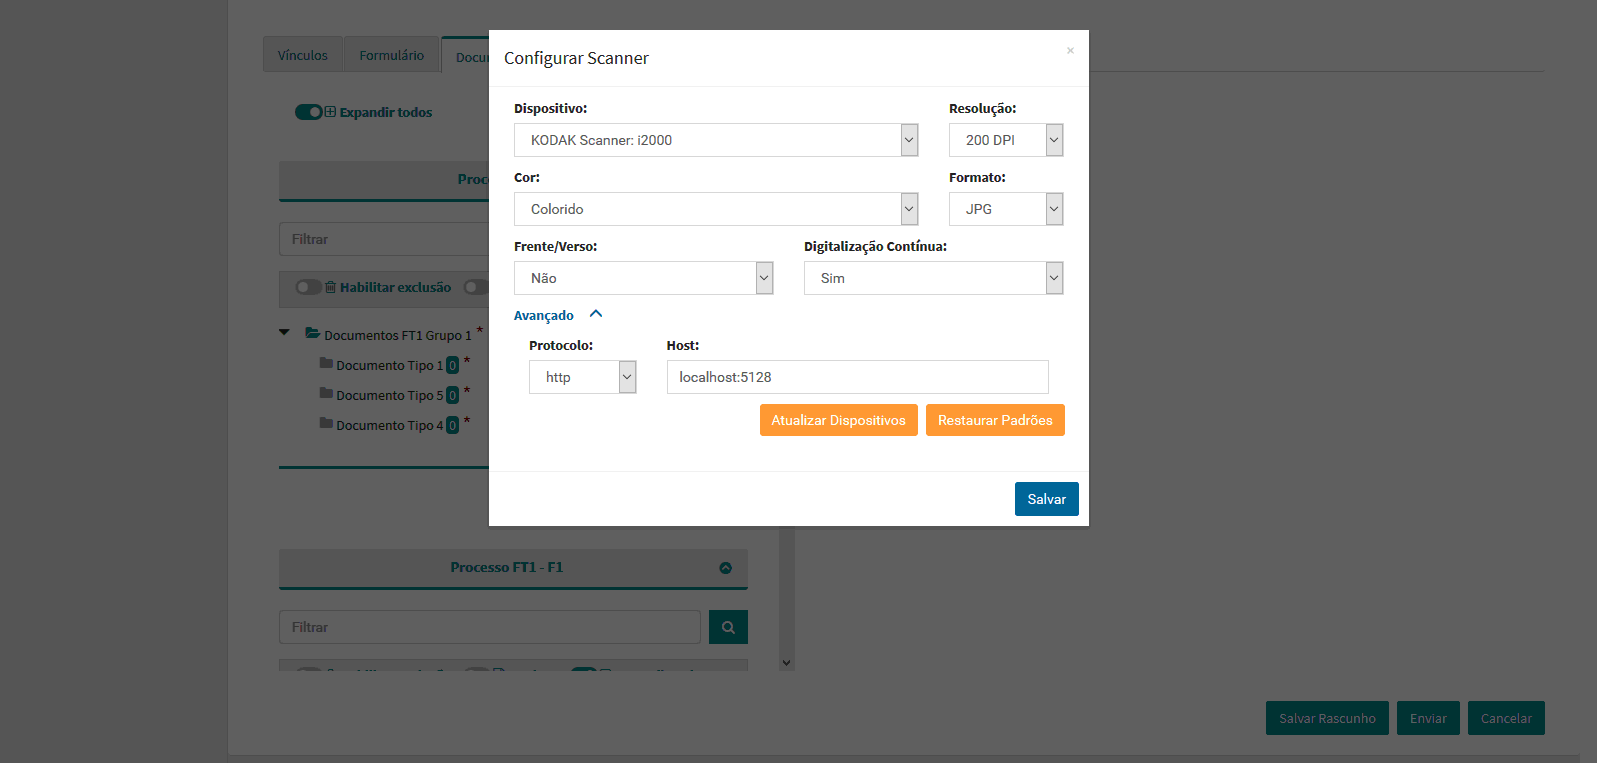 Vínculos
Formulário
Expandir todos
Filtrar
Habilitar exclusão
Documentos FT1 Grupo 1 *
Documento Tipo 1 0 *
Documento Tipo 5 0 *
Documento Tipo 4 0 *
Configurar Scanner ×
Dispositivo: Resolução:
KODAK Scanner: i2000 200 DPI
Cor: Formato:
Colorido JPG
Frente/Verso: Digitalização Contínua:
Não Sim
Avançado
Protocolo: Host:
http localhost:5128
Atualizar Dispositivos Restaurar Padrões
Salvar
Processo FT1 - F1
Filtrar
Salvar Rascunho Enviar Cancelar